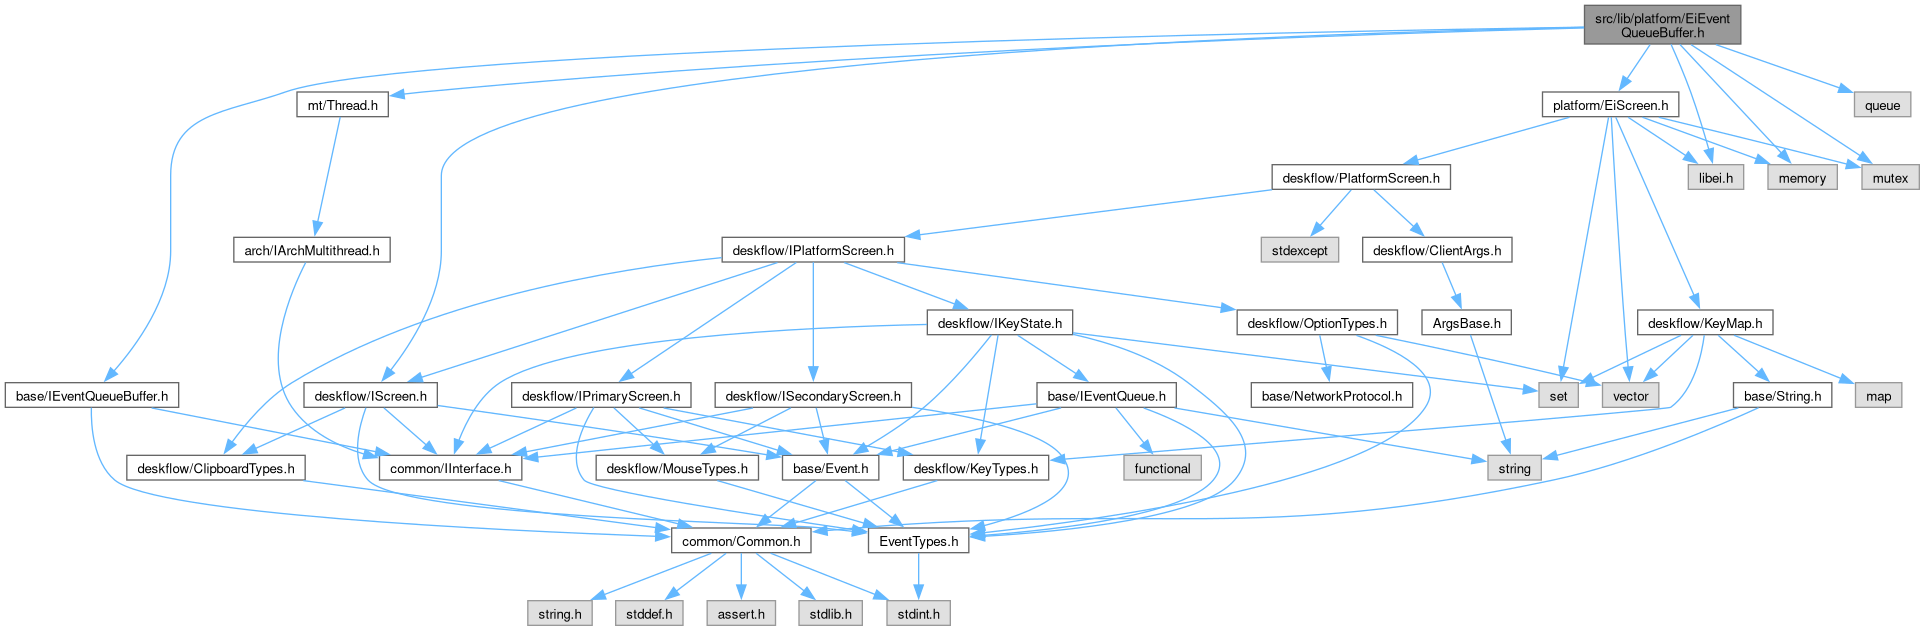 src/lib/platform/EiEvent
QueueBuffer.h
mt/Thread.h
platform/EiScreen.h
queue
deskflow/PlatformScreen.h
libei.h
memory
mutex
arch/IArchMultithread.h
deskflow/IPlatformScreen.h
stdexcept
deskflow/ClientArgs.h
deskflow/IKeyState.h
deskflow/OptionTypes.h
ArgsBase.h
deskflow/KeyMap.h
base/IEventQueueBuffer.h
deskflow/IScreen.h
deskflow/IPrimaryScreen.h
deskflow/ISecondaryScreen.h
base/IEventQueue.h
base/NetworkProtocol.h
set
vector
base/String.h
map
deskflow/ClipboardTypes.h
common/IInterface.h
deskflow/MouseTypes.h
base/Event.h
deskflow/KeyTypes.h
functional
string
common/Common.h
EventTypes.h
string.h
stddef.h
assert.h
stdlib.h
stdint.h